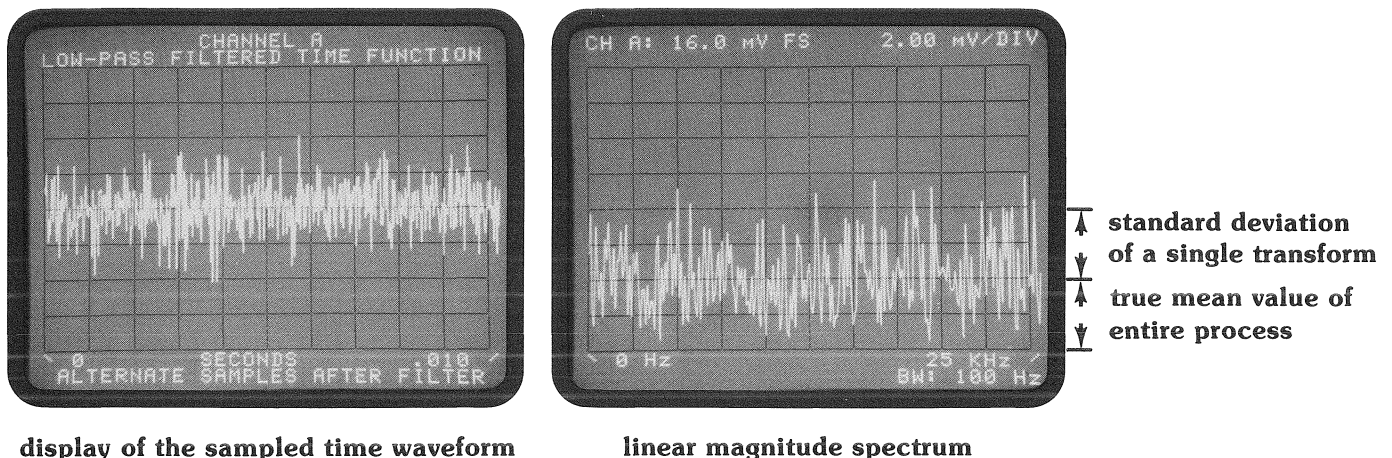 CHANNEL A
LOW-PASS FILTERED TIME FUNCTION
0 SECONDS .010
ALTERNATE SAMPLES AFTER FILTER
CH A: 16.0 mV FS 2.00 mV/DIV
0 Hz 25 KHz
BW: 100 Hz
standard deviation
of a single transform
true mean value of
entire process
display of the sampled time waveform
linear magnitude spectrum